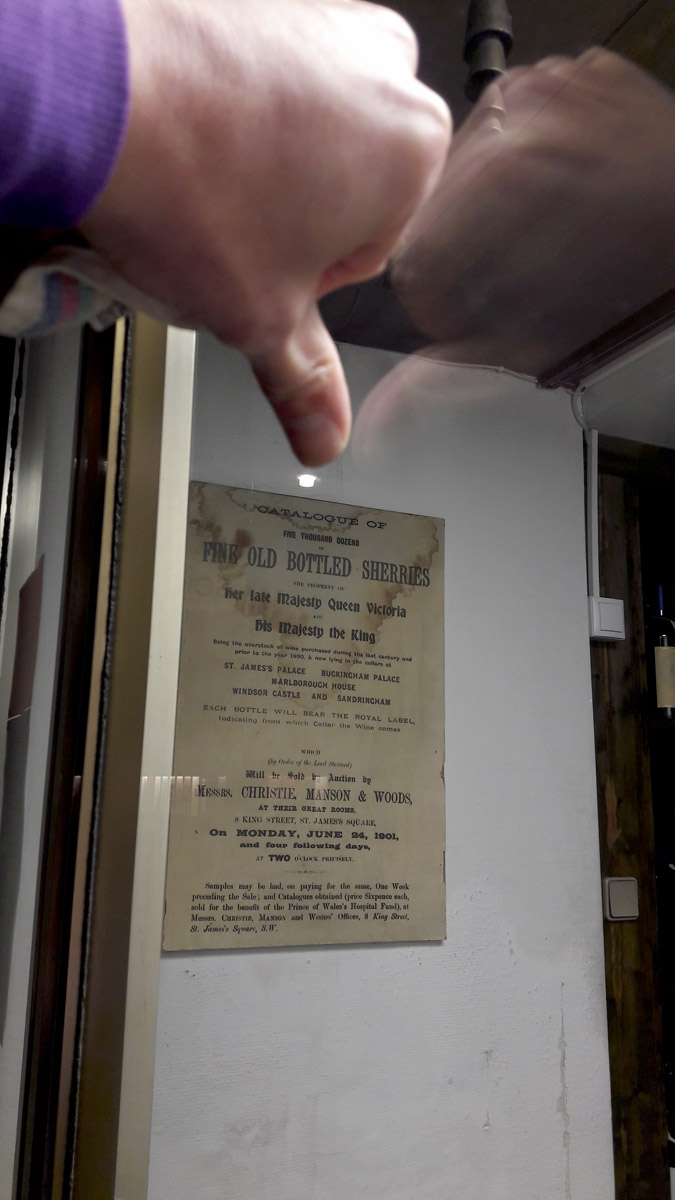 CATALOGUE OF
FIVE THOUSAND DOZENS
OF
FINE OLD BOTTLED SHERRIES
THE PROPERTY OF
Her late Majesty Queen Victoria
AND
His Majesty the King
Being the overstock of wine purchased during the last century and
prior to the year 1890, & now lying in the cellars at
ST. JAMES'S PALACE BUCKINGHAM PALACE
MARLBOROUGH HOUSE
WINDSOR CASTLE AND SANDRINGHAM
EACH BOTTLE WILL BEAR THE ROYAL LABEL,
Indicating from which Cellar the Wine comes
WHICH
(by Order of the Lord Steward)
Will be Sold by Auction by
MESSRS. CHRISTIE, MANSON & WOODS,
AT THEIR GREAT ROOMS,
8 KING STREET, ST. JAMES'S SQUARE,
On MONDAY, JUNE 24, 1901,
and four following days,
AT TWO O'CLOCK PRECISELY.
Samples may be had, on paying for the same, One Week
preceding the Sale; and Catalogues obtained (price Sixpence each,
sold for the benefit of the Prince of Wales's Hospital Fund), at
Messrs. CHRISTIE, MANSON and WOODS' Offices, 8 King Street,
St. James's Square, S.W.